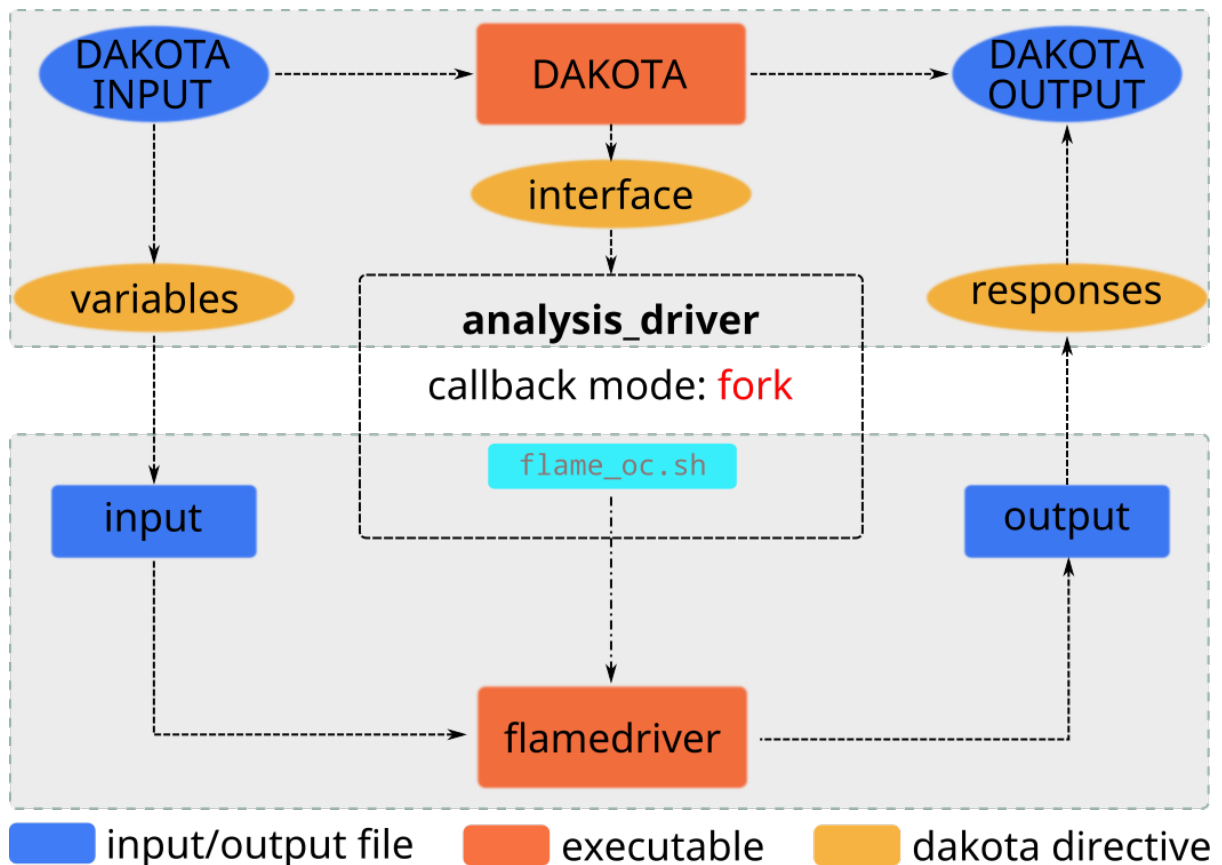 DAKOTA
INPUT
DAKOTA
DAKOTA
OUTPUT
interface
variables
responses
analysis_driver
callback mode: fork
flame_oc.sh
input
output
flamedriver
input/output file
executable
dakota directive